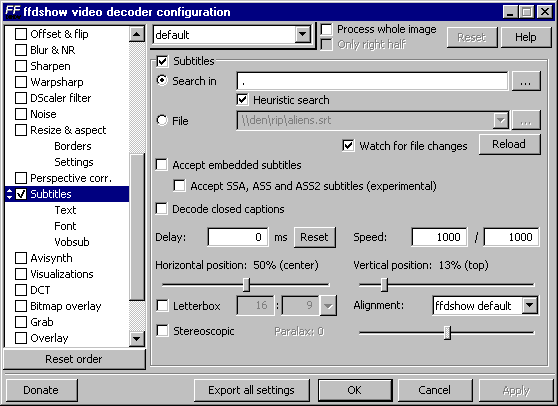 FF ffdshow video decoder configuration
Offset & flip
Blur & NR
Sharpen
Warpsharp
DScaler filter
Noise
Resize & aspect
Borders
Settings
Perspective corr.
Subtitles
Text
Font
Vobsub
Avisynth
Visualizations
DCT
Bitmap overlay
Grab
Overlay
Reset order
default
Process whole image
Only right half
Reset
Help
Subtitles
Search in
.
...
Heuristic search
File
\\den\rip\aliens.srt
...
Watch for file changes
Reload
Accept embedded subtitles
Accept SSA, ASS and ASS2 subtitles (experimental)
Decode closed captions
Delay: 0 ms Reset
Speed: 1000 / 1000
Horizontal position: 50% (center)
Vertical position: 13% (top)
Letterbox 16 : 9
Alignment: ffdshow default
Stereoscopic Paralax: 0
Donate
Export all settings
OK
Cancel
Apply